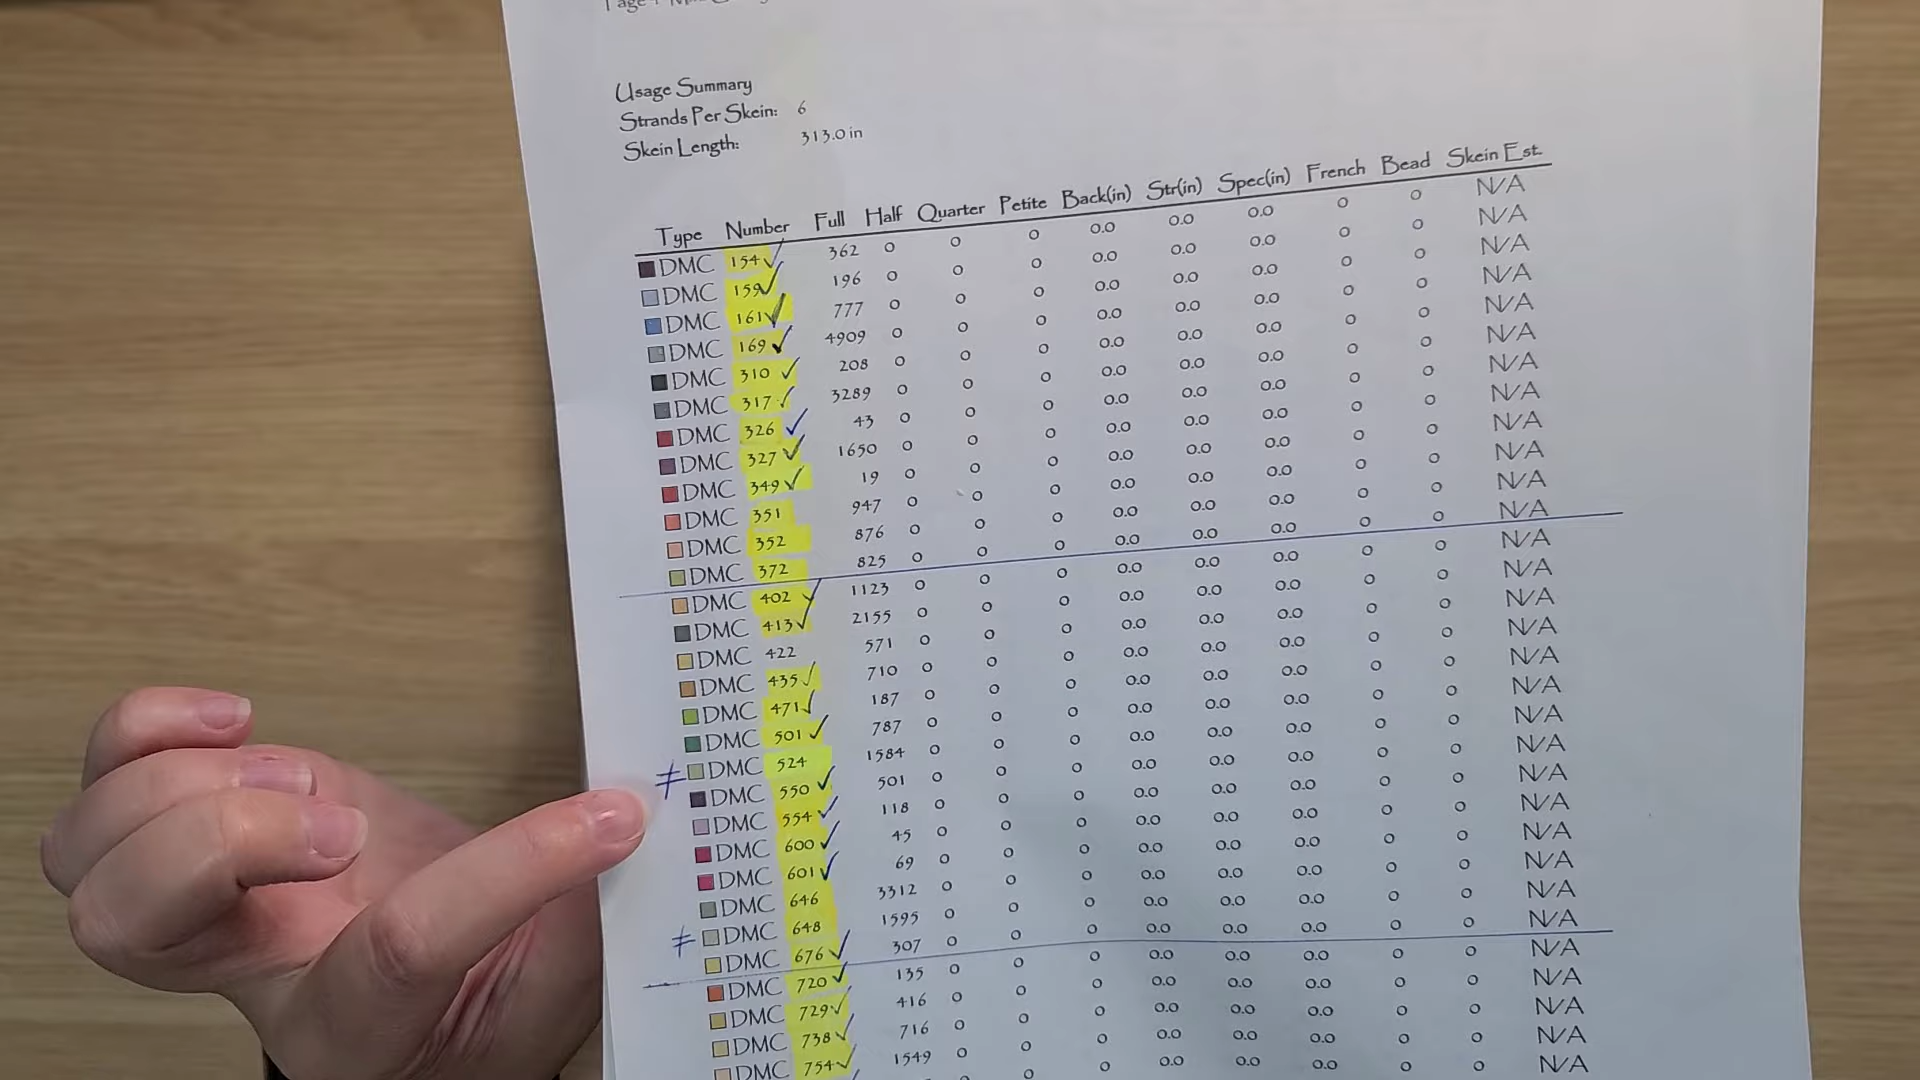 Usage Summary
Strands Per Skein: 6
Skein Length: 313.0 in
Type Number Full Half Quarter Petite Back(in) Str(in) Spec(in) French Bead Skein Est.
DMC 154 ✓ 362 0 0 0 0.0 0.0 0.0 0 0 N/A
DMC 159 ✓ 196 0 0 0 0.0 0.0 0.0 0 0 N/A
DMC 161 ✓ 777 0 0 0 0.0 0.0 0.0 0 0 N/A
DMC 169 ✓ 4909 0 0 0 0.0 0.0 0.0 0 0 N/A
DMC 310 ✓ 208 0 0 0 0.0 0.0 0.0 0 0 N/A
DMC 317 ✓ 3289 0 0 0 0.0 0.0 0.0 0 0 N/A
DMC 326 ✓ 43 0 0 0 0.0 0.0 0.0 0 0 N/A
DMC 327 ✓ 1650 0 0 0 0.0 0.0 0.0 0 0 N/A
DMC 349 ✓ 19 0 0 0 0.0 0.0 0.0 0 0 N/A
DMC 351 947 0 0 0 0.0 0.0 0.0 0 0 N/A
DMC 352 876 0 0 0 0.0 0.0 0.0 0 0 N/A
DMC 372 825 0 0 0 0.0 0.0 0.0 0 0 N/A
DMC 402 ✓ 1123 0 0 0 0.0 0.0 0.0 0 0 N/A
DMC 413 ✓ 2155 0 0 0 0.0 0.0 0.0 0 0 N/A
DMC 422 571 0 0 0 0.0 0.0 0.0 0 0 N/A
DMC 435 ✓ 710 0 0 0 0.0 0.0 0.0 0 0 N/A
DMC 471 ✓ 187 0 0 0 0.0 0.0 0.0 0 0 N/A
DMC 501 ✓ 787 0 0 0 0.0 0.0 0.0 0 0 N/A
≠ DMC 524 1584 0 0 0 0.0 0.0 0.0 0 0 N/A
DMC 550 ✓ 501 0 0 0 0.0 0.0 0.0 0 0 N/A
DMC 554 ✓ 118 0 0 0 0.0 0.0 0.0 0 0 N/A
DMC 600 ✓ 45 0 0 0 0.0 0.0 0.0 0 0 N/A
DMC 601 ✓ 69 0 0 0 0.0 0.0 0.0 0 0 N/A
DMC 646 3312 0 0 0 0.0 0.0 0.0 0 0 N/A
≠ DMC 648 1595 0 0 0 0.0 0.0 0.0 0 0 N/A
DMC 676 ✓ 307 0 0 0 0.0 0.0 0.0 0 0 N/A
DMC 720 ✓ 135 0 0 0 0.0 0.0 0.0 0 0 N/A
DMC 729 ✓ 416 0 0 0 0.0 0.0 0.0 0 0 N/A
DMC 738 ✓ 716 0 0 0 0.0 0.0 0.0 0 0 N/A
DMC 754 ✓ 1549 0 0 0 0.0 0.0 0.0 0 0 N/A